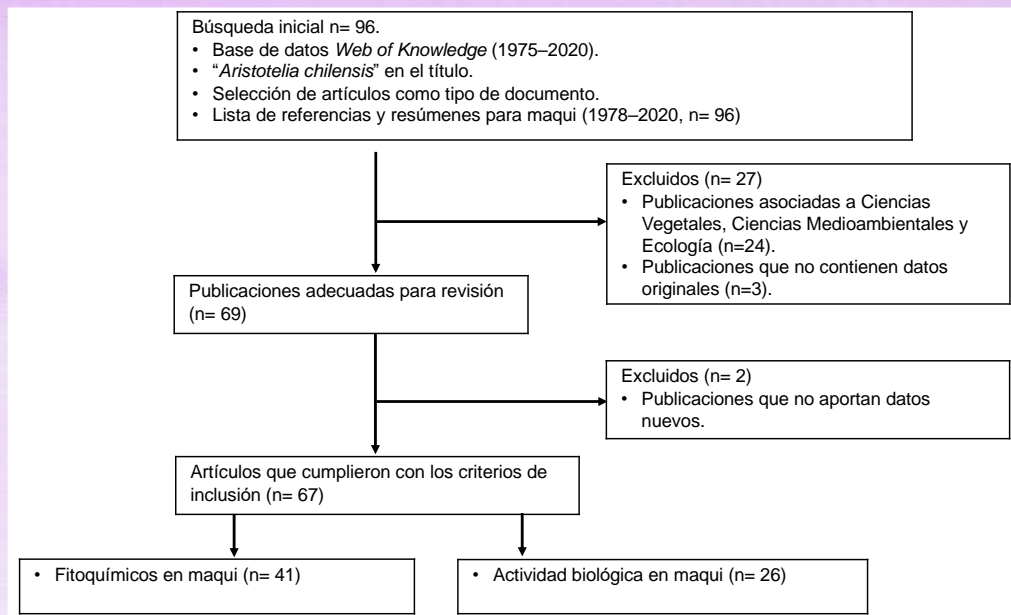 Búsqueda inicial n= 96.
• Base de datos Web of Knowledge (1975–2020).
• “Aristotelia chilensis” en el título.
• Selección de artículos como tipo de documento.
• Lista de referencias y resúmenes para maqui (1978–2020, n= 96)
Excluidos (n= 27)
• Publicaciones asociadas a Ciencias
Vegetales, Ciencias Medioambientales y
Ecología (n=24).
• Publicaciones que no contienen datos
originales (n=3).
Publicaciones adecuadas para revisión
(n= 69)
Excluidos (n= 2)
• Publicaciones que no aportan datos
nuevos.
Artículos que cumplieron con los criterios de
inclusión (n= 67)
• Fitoquímicos en maqui (n= 41)
• Actividad biológica en maqui (n= 26)